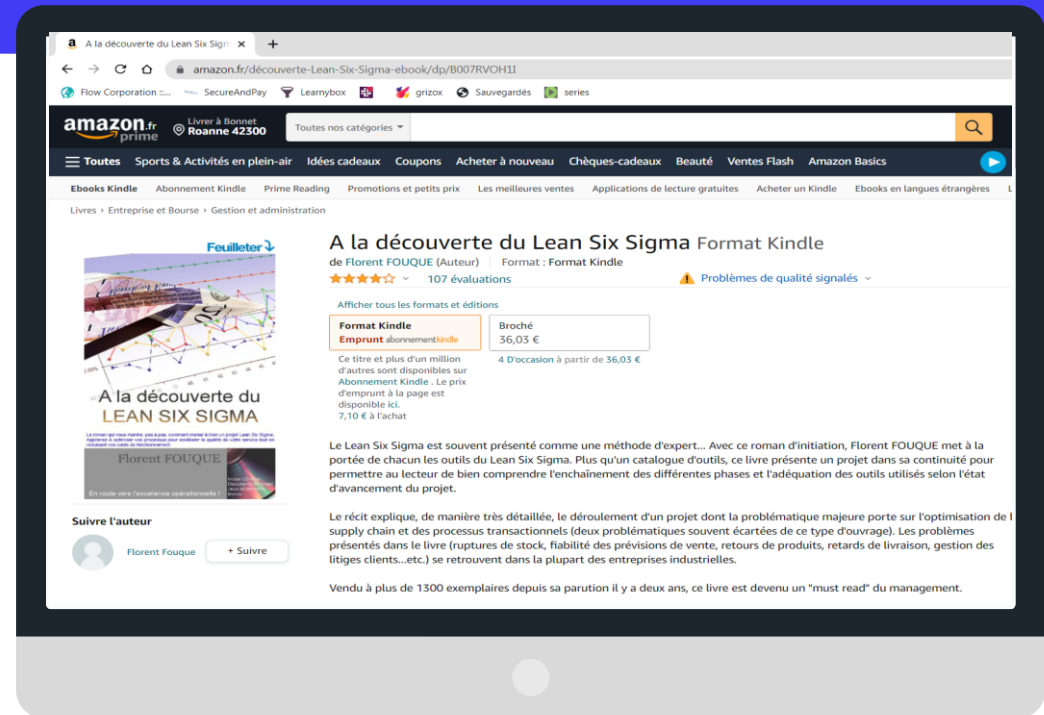 A la découverte du Lean Six Sigm
amazon.fr/découverte-Lean-Six-Sigma-ebook/dp/B007RVOH1I
Flow Corporation ::... SecureAndPay Learnybox grizox Sauvegardés series
amazon.fr
prime
Livrer à Bonnet
Roanne 42300
Toutes nos catégories
Toutes Sports & Activités en plein-air Idées cadeaux Coupons Acheter à nouveau Chèques-cadeaux Beauté Ventes Flash Amazon Basics
Ebooks Kindle Abonnement Kindle Prime Reading Promotions et petits prix Les meilleures ventes Applications de lecture gratuites Acheter un Kindle Ebooks en langues étrangères L
Livres › Entreprise et Bourse › Gestion et administration
Feuilleter
A la découverte du
LEAN SIX SIGMA
Florent FOUQUE
En route vers l'excellence opérationnelle !
Suivre l'auteur
Florent Fouque
+ Suivre
A la découverte du Lean Six Sigma Format Kindle
de Florent FOUQUE (Auteur) Format : Format Kindle
107 évaluations
Problèmes de qualité signalés
Afficher tous les formats et éditions
Format Kindle
Emprunt abonnementkindle
Broché
36,03 €
Ce titre et plus d'un million
d'autres sont disponibles sur
Abonnement Kindle . Le prix
d'emprunt à la page est
disponible ici.
7,10 € à l'achat
4 D'occasion à partir de 36,03 €
Le Lean Six Sigma est souvent présenté comme une méthode d'expert... Avec ce roman d'initiation, Florent FOUQUE met à la
portée de chacun les outils du Lean Six Sigma. Plus qu'un catalogue d'outils, ce livre présente un projet dans sa continuité pour
permettre au lecteur de bien comprendre l'enchaînement des différentes phases et l'adéquation des outils utilisés selon l'état
d'avancement du projet.
Le récit explique, de manière très détaillée, le déroulement d'un projet dont la problématique majeure porte sur l'optimisation de l
supply chain et des processus transactionnels (deux problématiques souvent écartées de ce type d'ouvrage). Les problèmes
présentés dans le livre (ruptures de stock, fiabilité des prévisions de vente, retours de produits, retards de livraison, gestion des
litiges clients...etc.) se retrouvent dans la plupart des entreprises industrielles.
Vendu à plus de 1300 exemplaires depuis sa parution il y a deux ans, ce livre est devenu un "must read" du management.